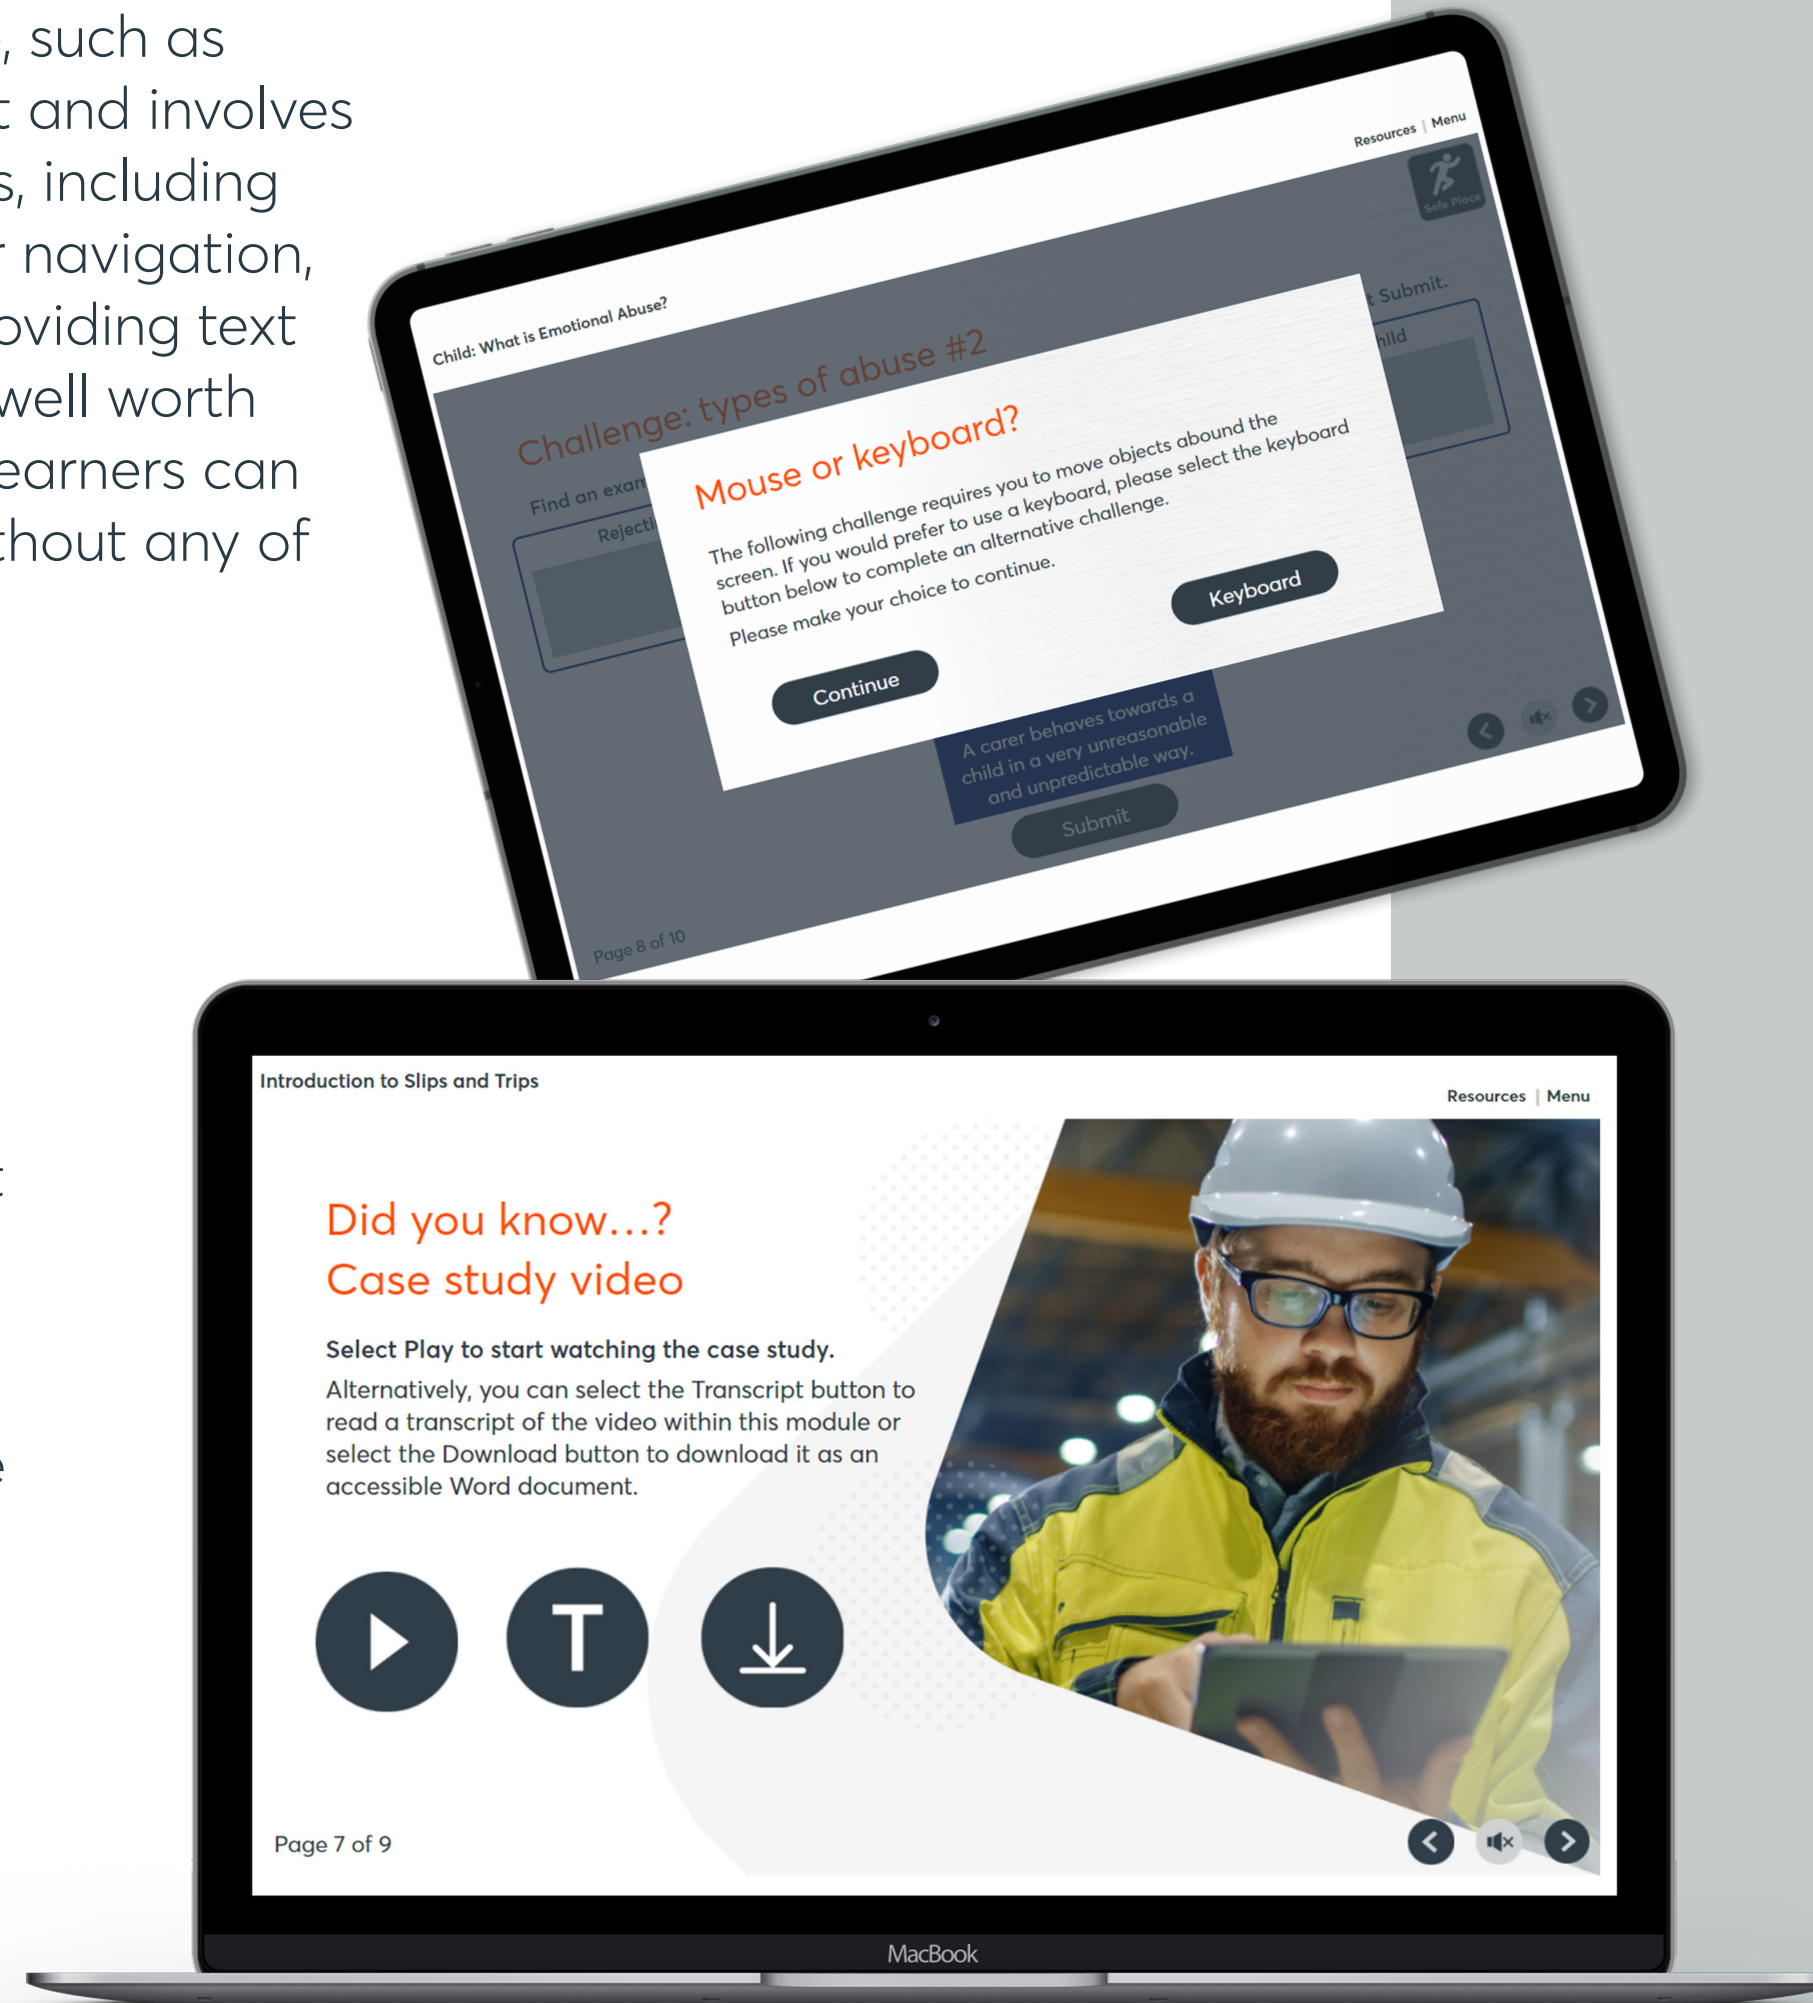 , such as
t and involves
s, including
r navigation,
oviding text
well worth
earners can
thout any of
Resources | Menu
Safe Place
Child: What is Emotional Abuse?
Challenge: types of abuse #2
Find an exam
t Submit.
Rejecti
hild
Mouse or keyboard?
The following challenge requires you to move objects abound the
screen. If you would prefer to use a keyboard, please select the keyboard
button below to complete an alternative challenge.
Please make your choice to continue.
Continue
Keyboard
A carer behaves towards a
child in a very unreasonable
and unpredictable way.
Submit
Page 8 of 10
t
e
Introduction to Slips and Trips
Resources | Menu
Did you know...?
Case study video
Select Play to start watching the case study.
Alternatively, you can select the Transcript button to
read a transcript of the video within this module or
select the Download button to download it as an
accessible Word document.
T
Page 7 of 9
MacBook